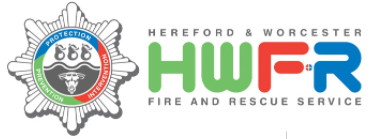 PROTECTION
PREVENTION
INTERVENTION
HEREFORD & WORCESTER
HWFR
FIRE AND RESCUE SERVICE